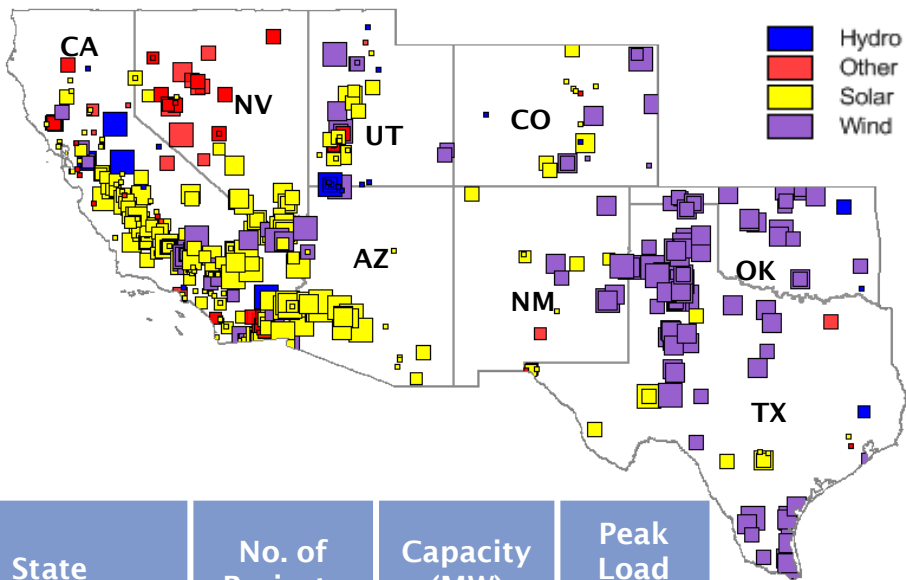 CA
NV
UT
CO
AZ
NM
OK
TX
Hydro
Other
Solar
Wind
State
No. of
Capacity
Peak
Load